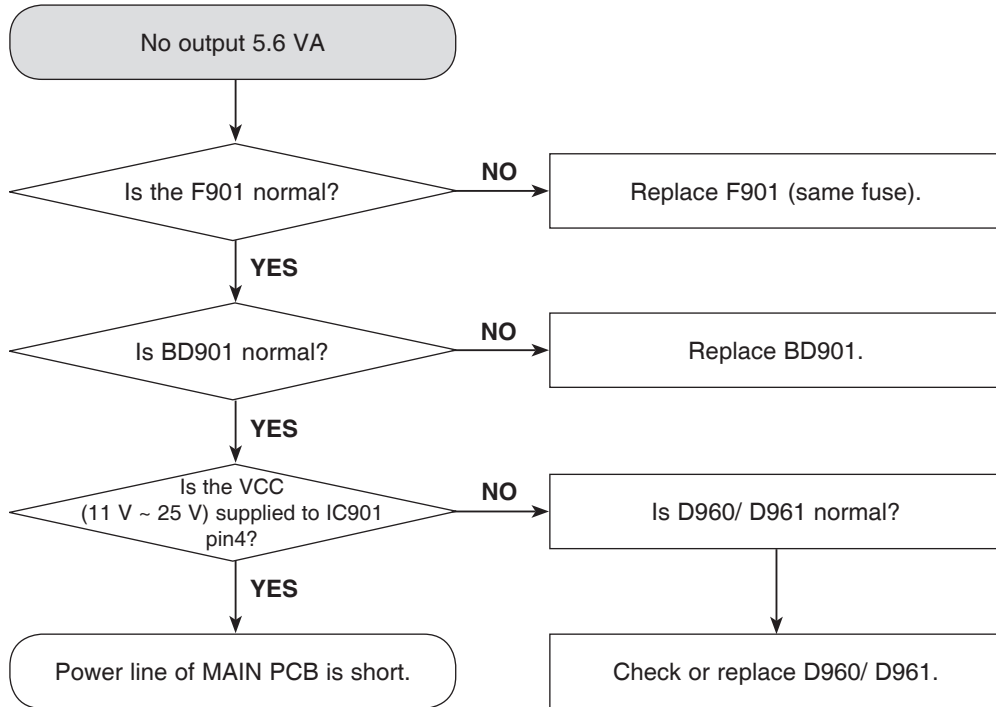 No output 5.6 VA
Is the F901 normal?
NO
Replace F901 (same fuse).
YES
Is BD901 normal?
NO
Replace BD901.
YES
Is the VCC
(11 V ~ 25 V) supplied to IC901
pin4?
NO
Is D960/ D961 normal?
YES
Power line of MAIN PCB is short.
Check or replace D960/ D961.